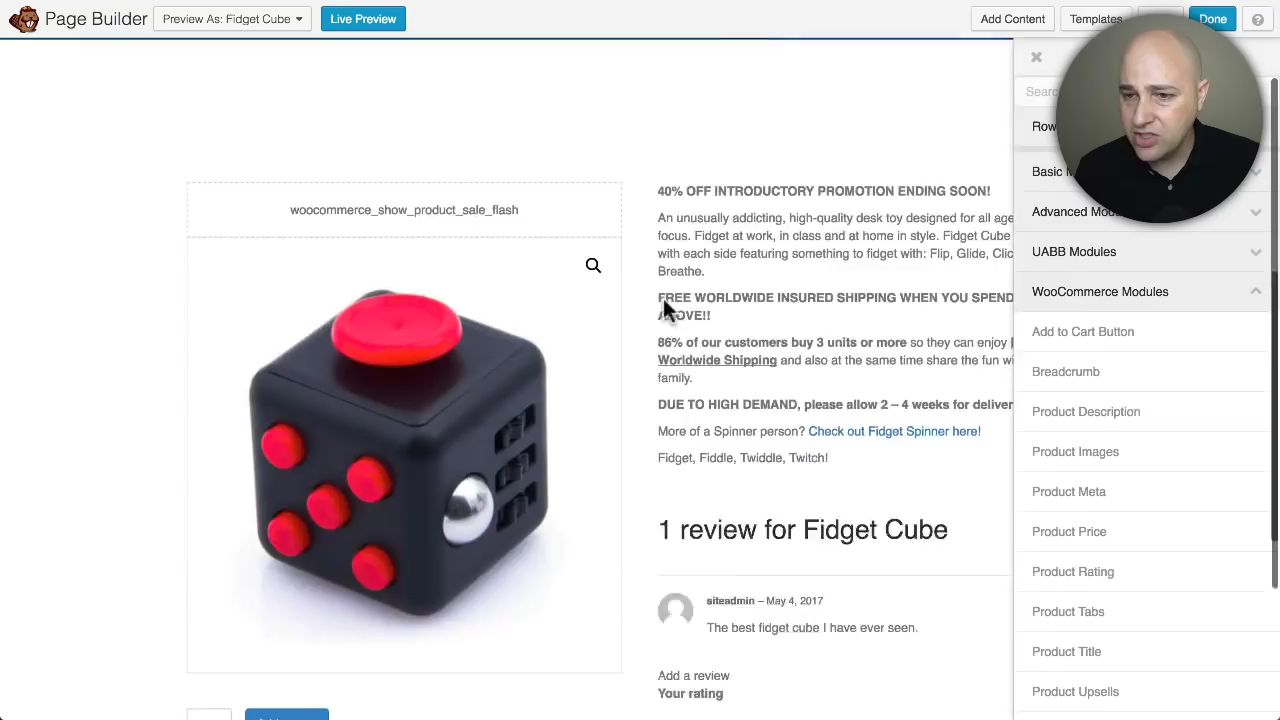 Page Builder
Preview As: Fidget Cube
Live Preview
Add Content
Templates
Done
woocommerce_show_product_sale_flash
40% OFF INTRODUCTORY PROMOTION ENDING SOON!
An unusually addicting, high-quality desk toy designed for all age
focus. Fidget at work, in class and at home in style. Fidget Cube
with each side featuring something to fidget with: Flip, Glide, Clic
Breathe.
FREE WORLDWIDE INSURED SHIPPING WHEN YOU SPEND
ABOVE!!
86% of our customers buy 3 units or more so they can enjoy
Worldwide Shipping and also at the same time share the fun wi
family.
DUE TO HIGH DEMAND, please allow 2 – 4 weeks for deliver
More of a Spinner person? Check out Fidget Spinner here!
Fidget, Fiddle, Twiddle, Twitch!
1 review for Fidget Cube
siteadmin – May 4, 2017
The best fidget cube I have ever seen.
Add a review
Your rating
Sear
Row
Basic M
Advanced Mod
UABB Modules
WooCommerce Modules
Add to Cart Button
Breadcrumb
Product Description
Product Images
Product Meta
Product Price
Product Rating
Product Tabs
Product Title
Product Upsells